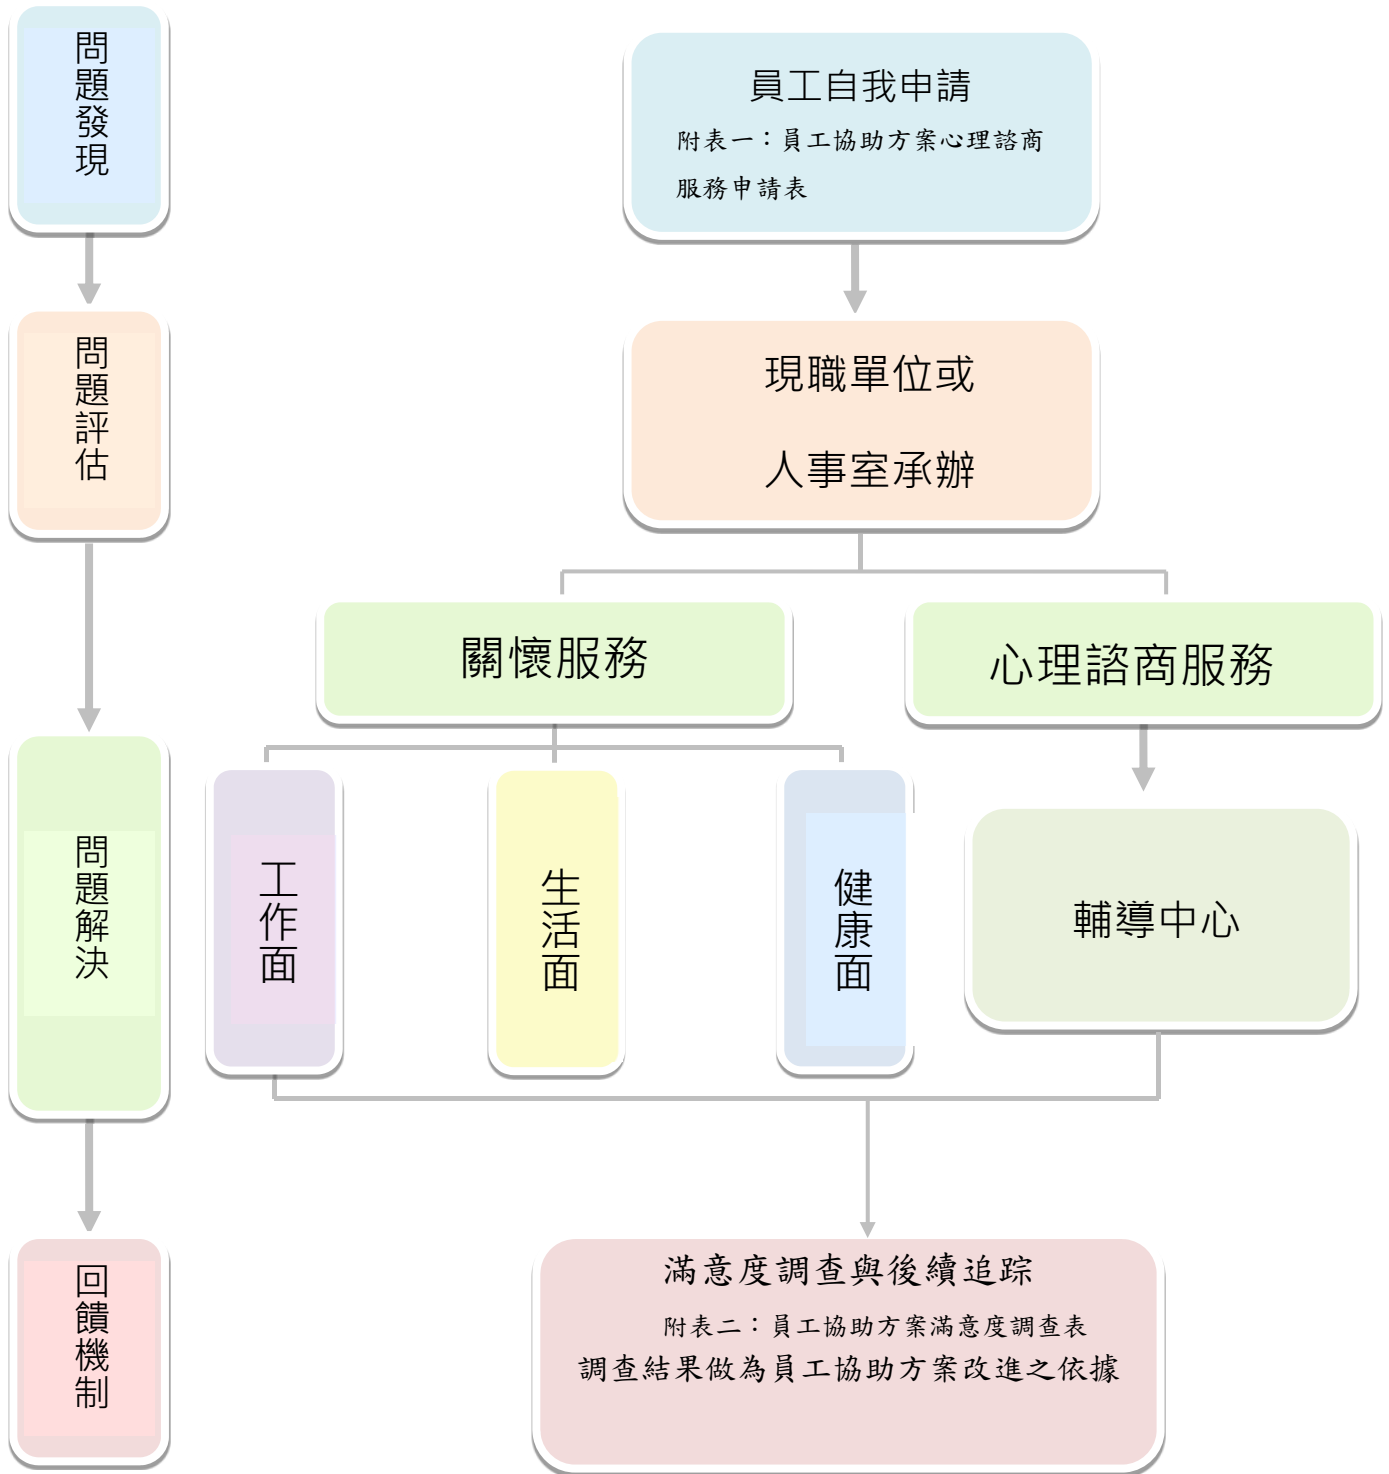 問題發現
員工自我申請
附表一：員工協助方案心理諮商
服務申請表
問題評估
現職單位或
人事室承辦
關懷服務
心理諮商服務
問題解決
工作面
生活面
健康面
輔導中心
回饋機制
滿意度調查與後續追踪
附表二：員工協助方案滿意度調查表
調查結果做為員工協助方案改進之依據